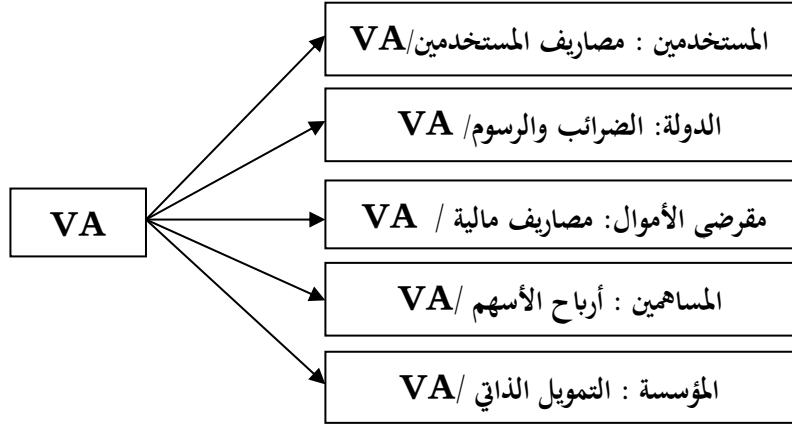 المستخدمين : مصاريف المستخدمين/VA
الدولة: الضرائب والرسوم/ VA
VA
مقرضى الأموال: مصاريف مالية / VA
المساهمين : أرباح الأسهم /VA
المؤسسة : التمويل الذاتي /VA